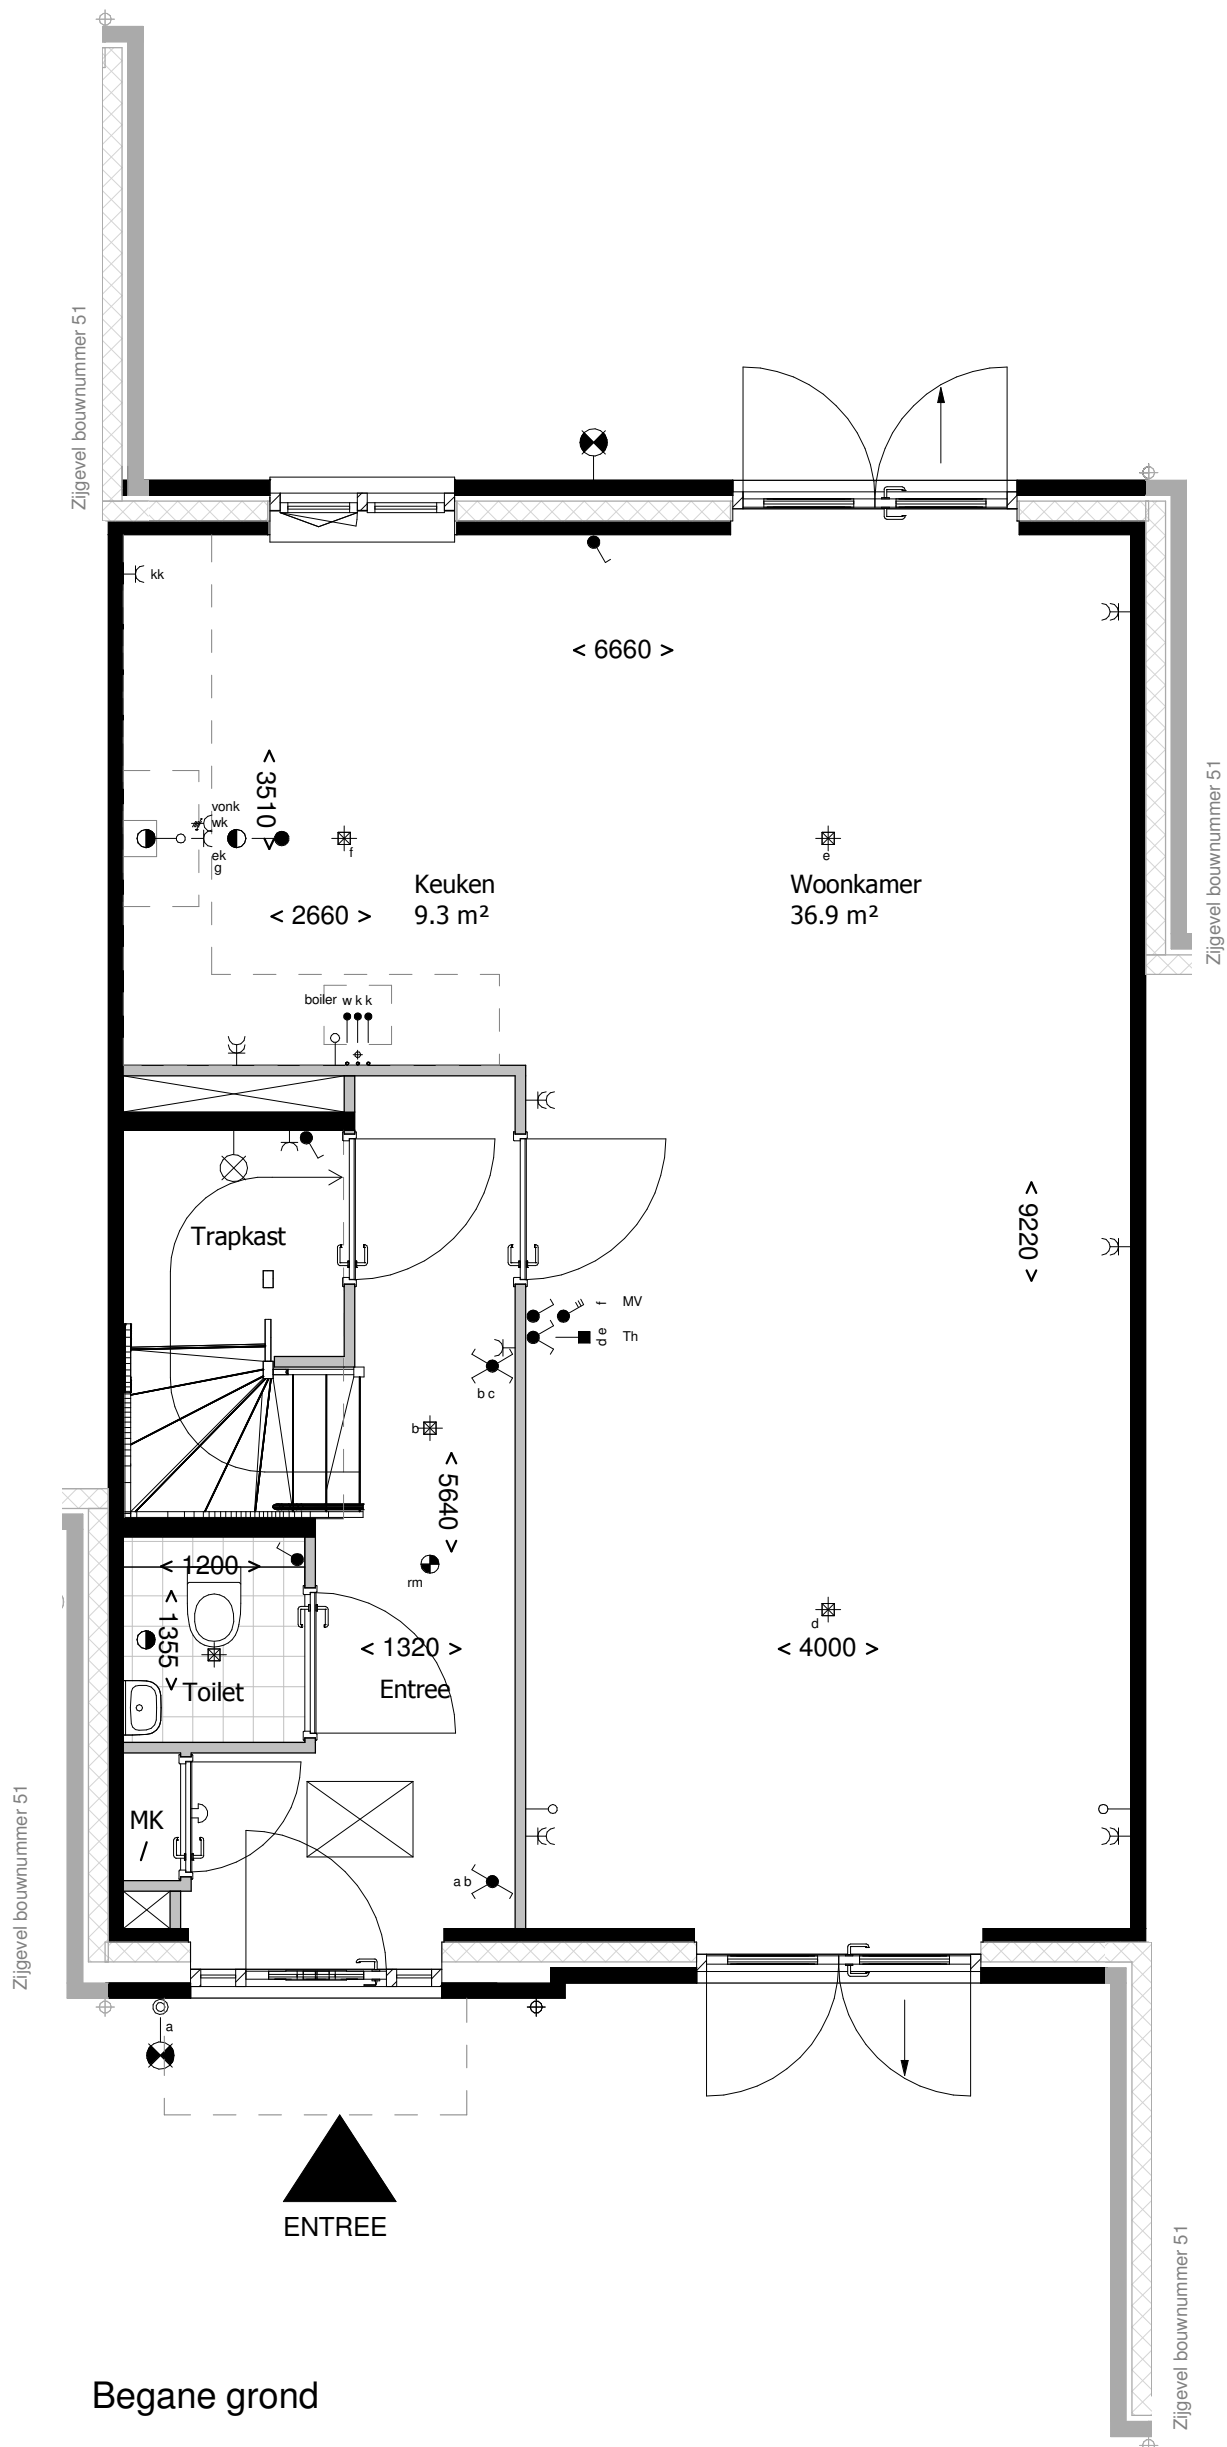 Zijgevel bouwnummer 51
kk
< 6660 >
< 3510 >
vonk
wk
ek
g
f
e
Keuken
9.3 m²
Woonkamer
36.9 m²
< 2660 >
Zijgevel bouwnummer 51
boiler w k k
Trapkast
< 9220 >
f MV
d e Th
b c
b
< 5640 >
< 1200 >
rm
< 1355 >
d
< 1320 >
< 4000 >
Toilet
Entree
MK
/
a b
Zijgevel bouwnummer 51
a
ENTREE
Zijgevel bouwnummer 51
Begane grond